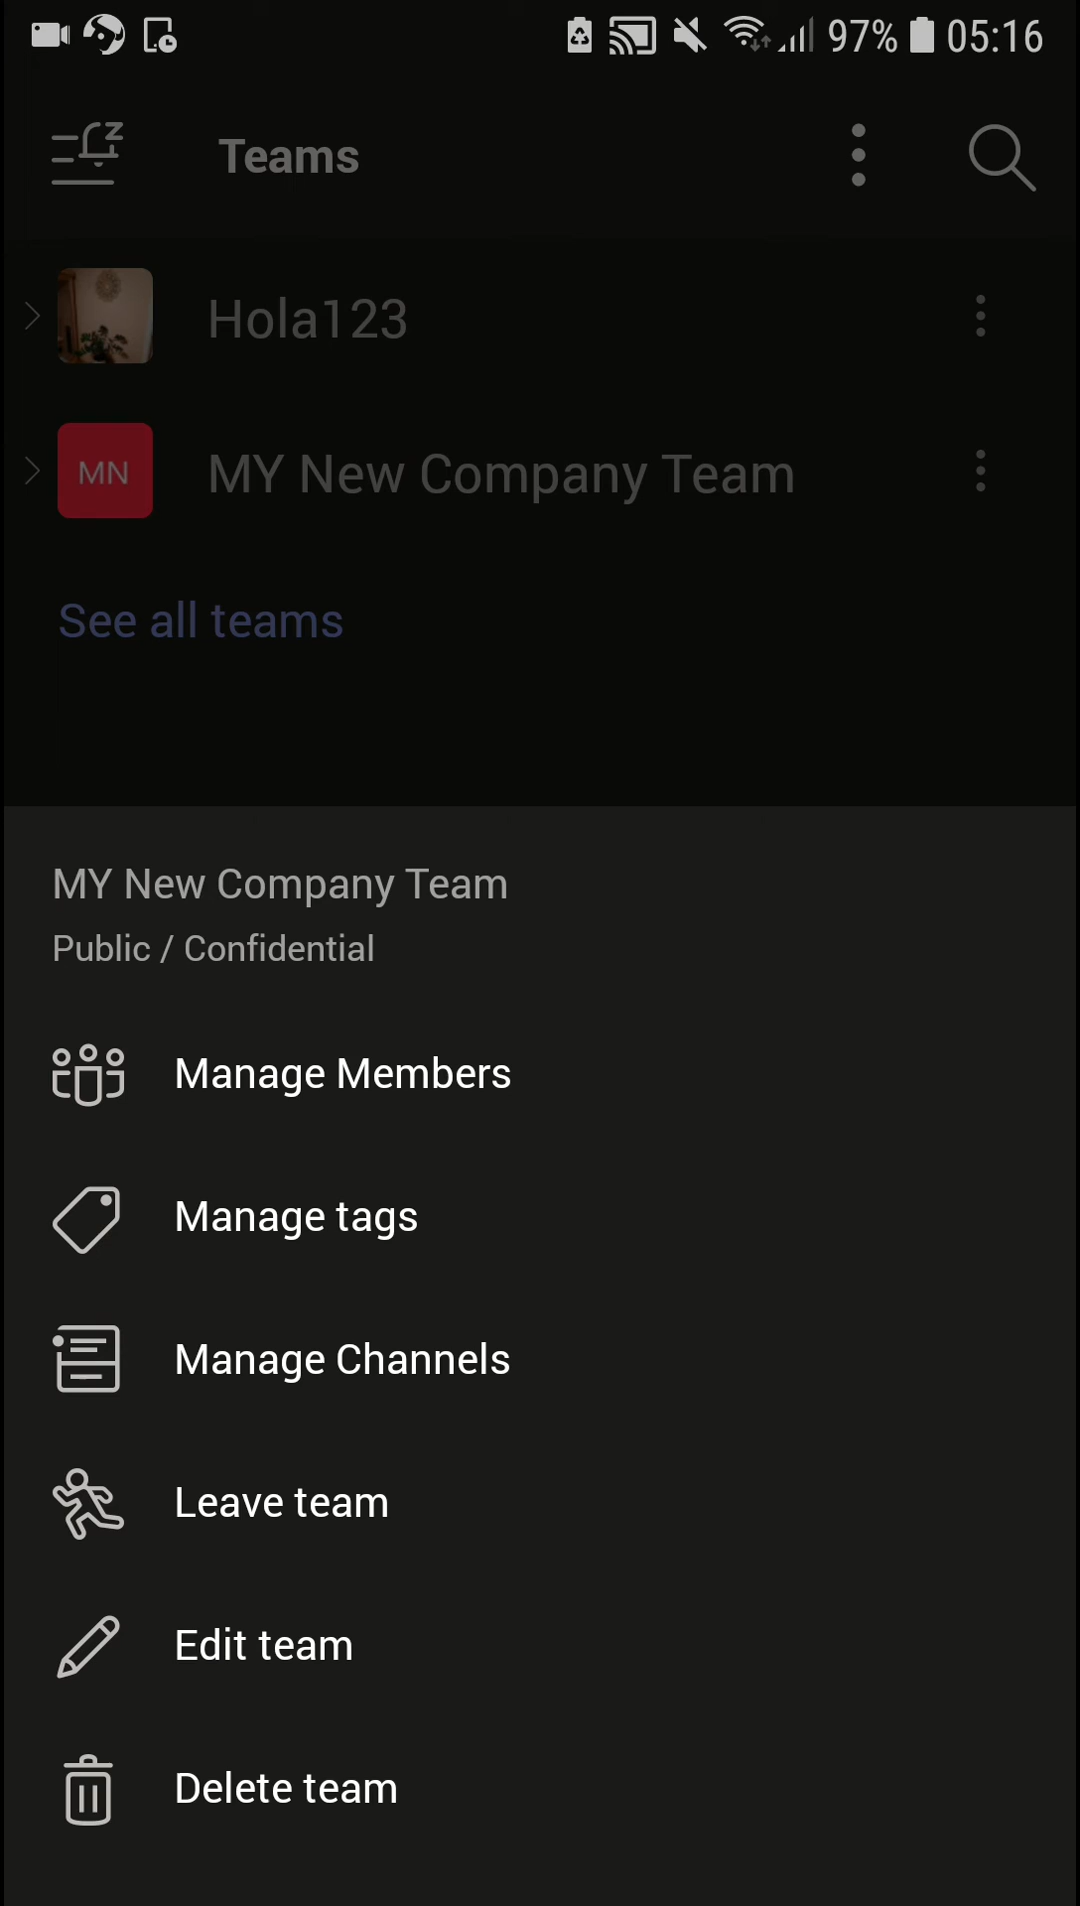 97% 05:16
Teams
Hola123
MN MY New Company Team
See all teams
MY New Company Team
Public / Confidential
Manage Members
Manage tags
Manage Channels
Leave team
Edit team
Delete team